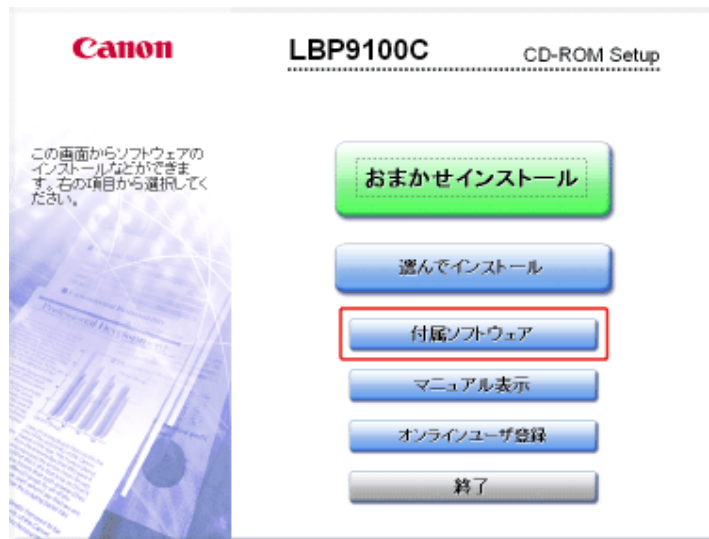 Canon
LBP9100C
CD-ROM Setup
この画面からソフトウェアの
インストールなどができま
す。右の項目から選択してく
ださい。
おまかせインストール
選んでインストール
付属ソフトウェア
マニュアル表示
オンラインユーザ登録
終了